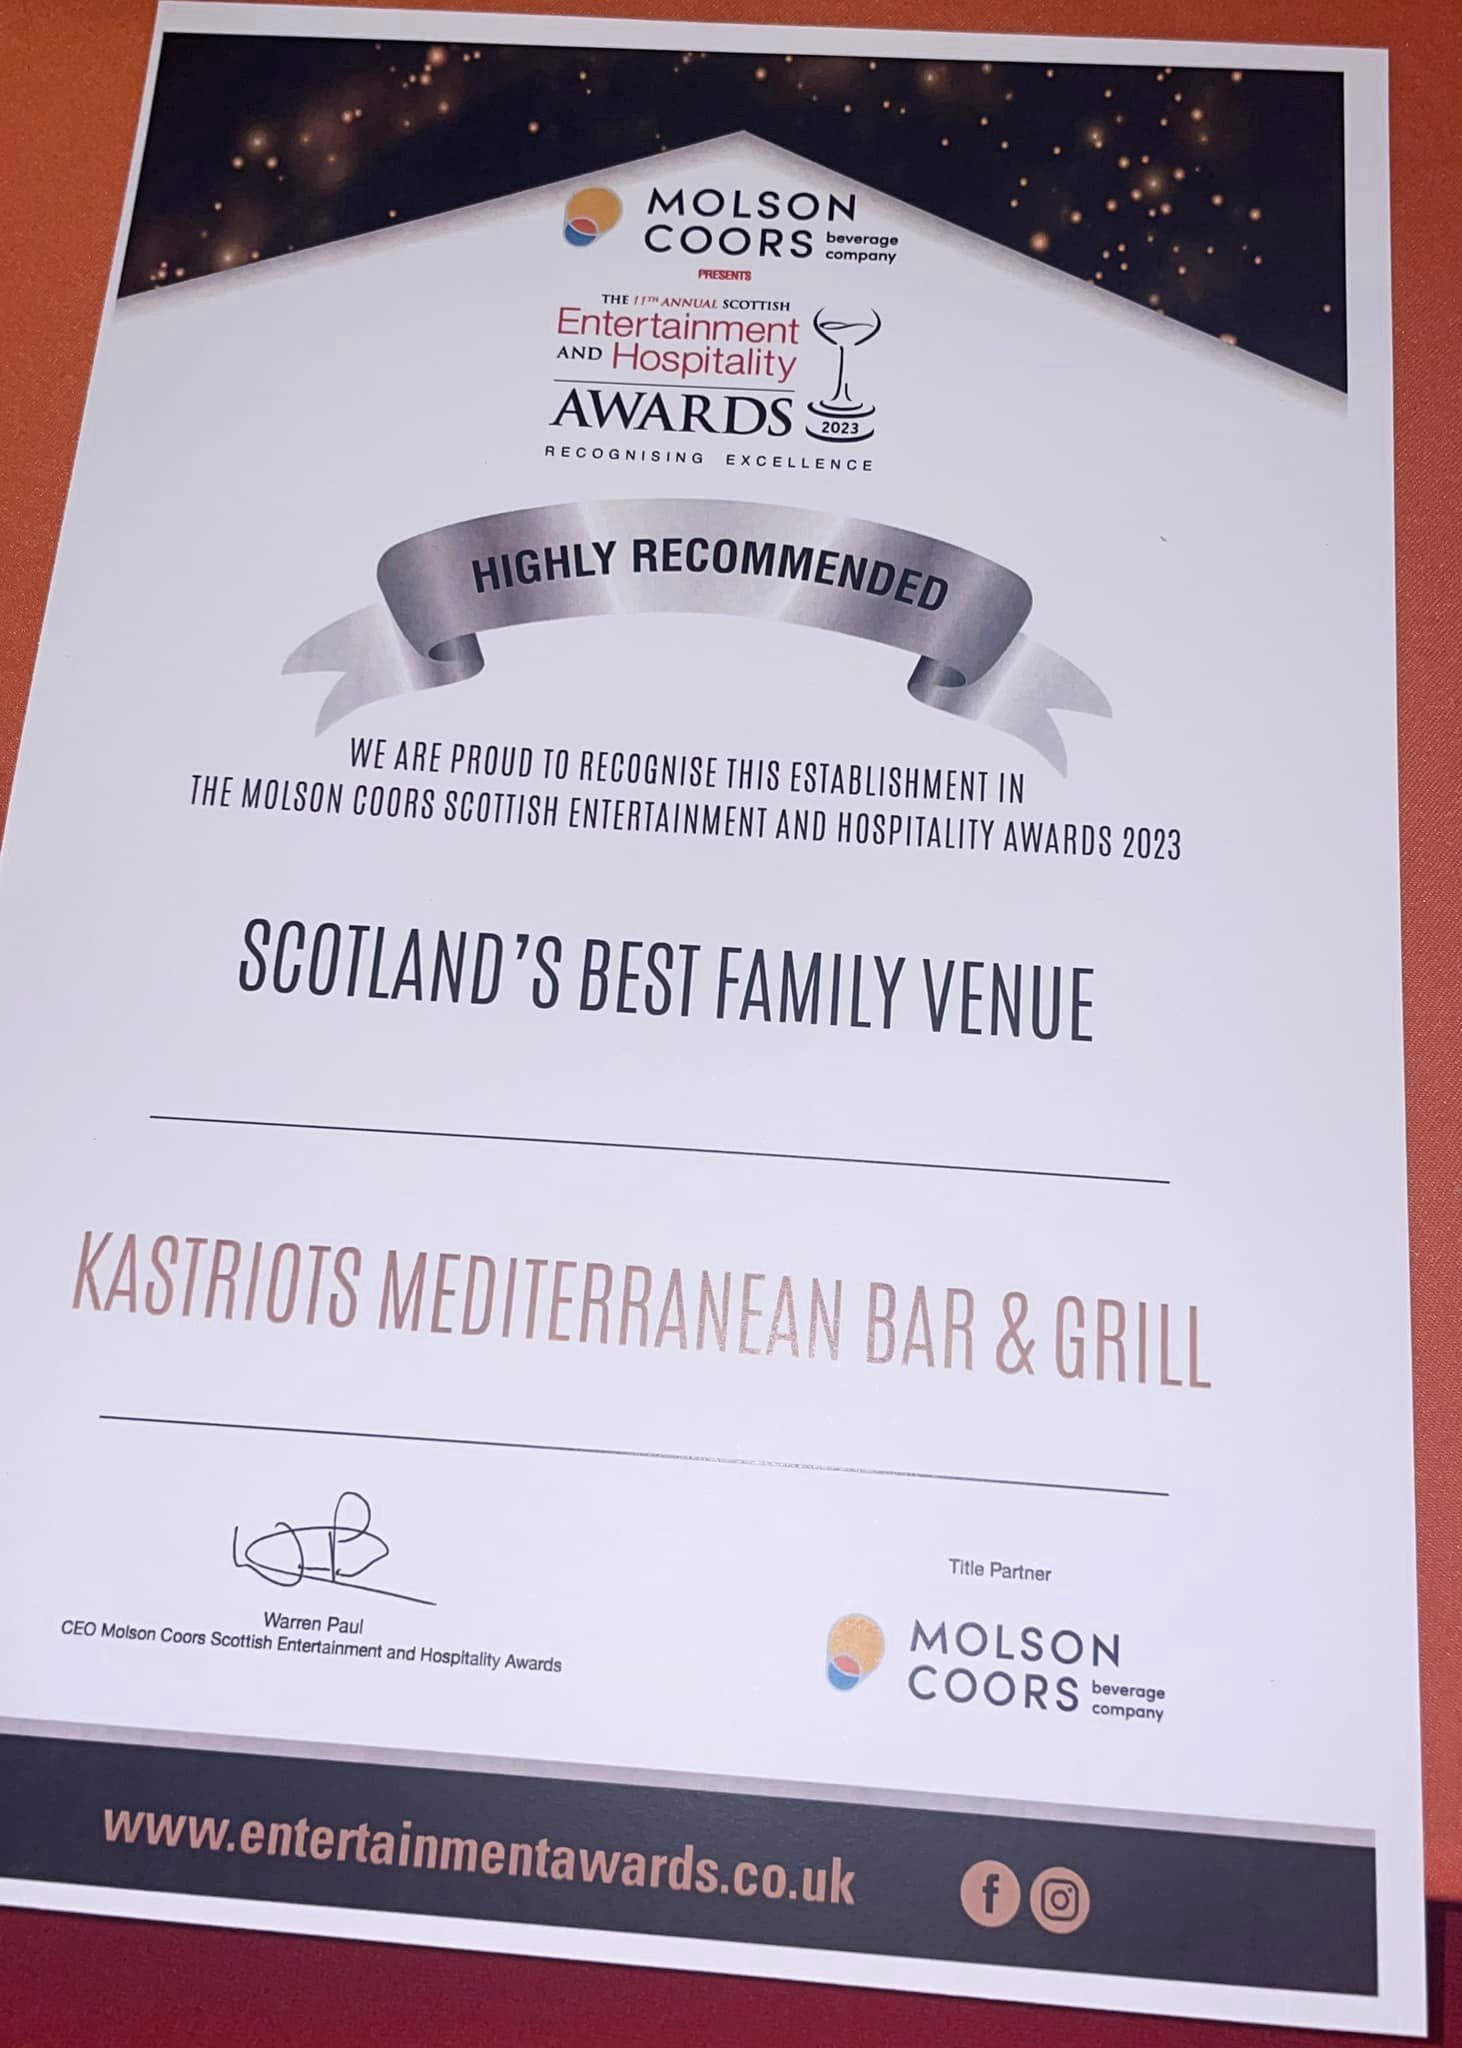 MOLSON
COORS beverage company
PRESENTS
THE 11TH ANNUAL SCOTTISH
Entertainment
AND Hospitality
AWARDS
2023
RECOGNISING EXCELLENCE
HIGHLY RECOMMENDED
WE ARE PROUD TO RECOGNISE THIS ESTABLISHMENT IN
THE MOLSON COORS SCOTTISH ENTERTAINMENT AND HOSPITALITY AWARDS 2023
SCOTLAND'S BEST FAMILY VENUE
KASTRIOTS MEDITERRANEAN BAR & GRILL
Warren Paul
CEO Molson Coors Scottish Entertainment and Hospitality Awards
Title Partner
MOLSON
COORS beverage company
www.entertainmentawards.co.uk